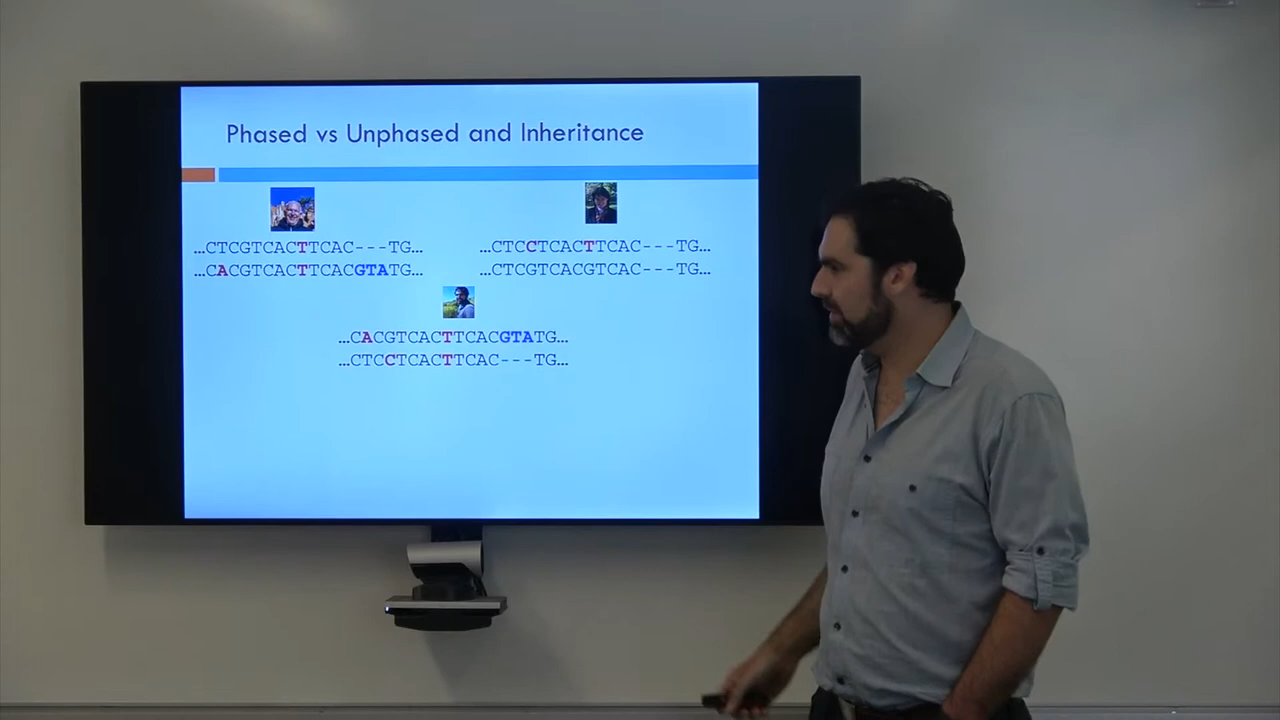 Phased vs Unphased and Inheritance
…CTCGTCACTTCAC---TG…
…CACGTCACTTCACGTATG…
…CTCCTCACTTCAC---TG…
…CTCGTCACGTCAC---TG…
…CACGTCACTTCACGTATG…
…CTCCTCACTTCAC---TG…